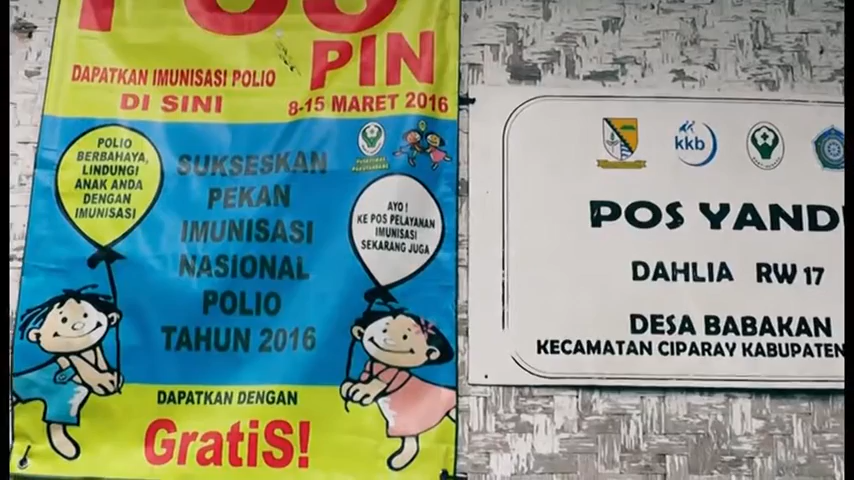 POS
PIN
DAPATKAN IMUNISASI POLIO
DI SINI
8-15 MARET 2016
POLIO
BERBAHAYA,
LINDUNGI
ANAK ANDA
DENGAN
IMUNISASI
SUKSESKAN
PEKAN
IMUNISASI
NASIONAL
POLIO
TAHUN 2016
AYO !
KE POS PELAYANAN
IMUNISASI
SEKARANG JUGA
DAPATKAN DENGAN
GratiS!
kkb
POS YAND
DAHLIA RW 17
DESA BABAKAN
KECAMATAN CIPARAY KABUPATEN